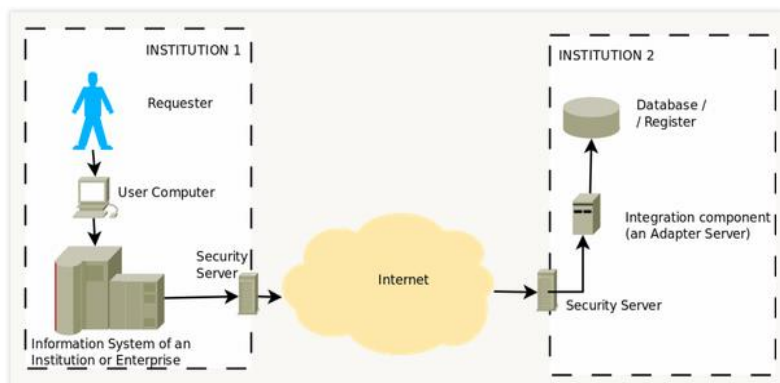 INSTITUTION 1
Requester
User Computer
Security
Server
Information System of an
Institution or Enterprise
Internet
INSTITUTION 2
Database /
/ Register
Integration component
(an Adapter Server)
Security Server